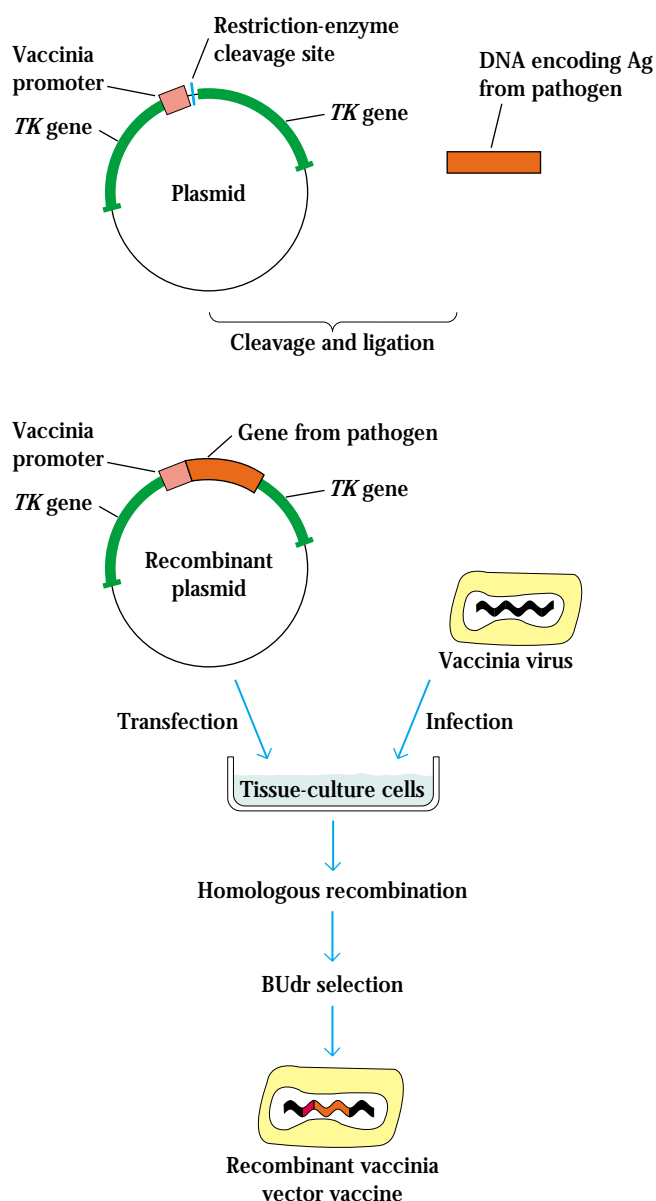 Restriction-enzyme
cleavage site
Vaccinia
promoter
DNA encoding Ag
from pathogen
TK gene
TK gene
Plasmid
Cleavage and ligation
Vaccinia
promoter
Gene from pathogen
TK gene
TK gene
Recombinant
plasmid
Vaccinia virus
Transfection
Infection
Tissue-culture cells
Homologous recombination
BUdr selection
Recombinant vaccinia
vector vaccine